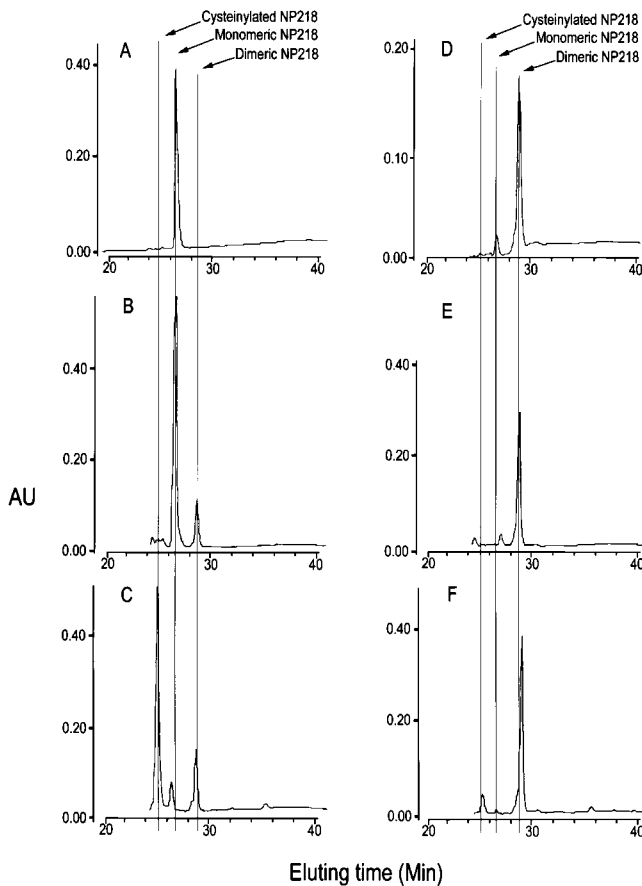 Cysteinylated NP218
Monomeric NP218
Dimeric NP218
A
0.40
0.20
0.00
20 30 40
B
0.40
0.20
0.00
20 30 40
C
0.40
0.20
0.00
20 30 40
AU
Cysteinylated NP218
Monomeric NP218
Dimeric NP218
D
0.20
0.10
0.00
20 30 40
E
0.40
0.20
0.00
20 30 40
F
0.40
0.20
0.00
20 30 40
Eluting time (Min)